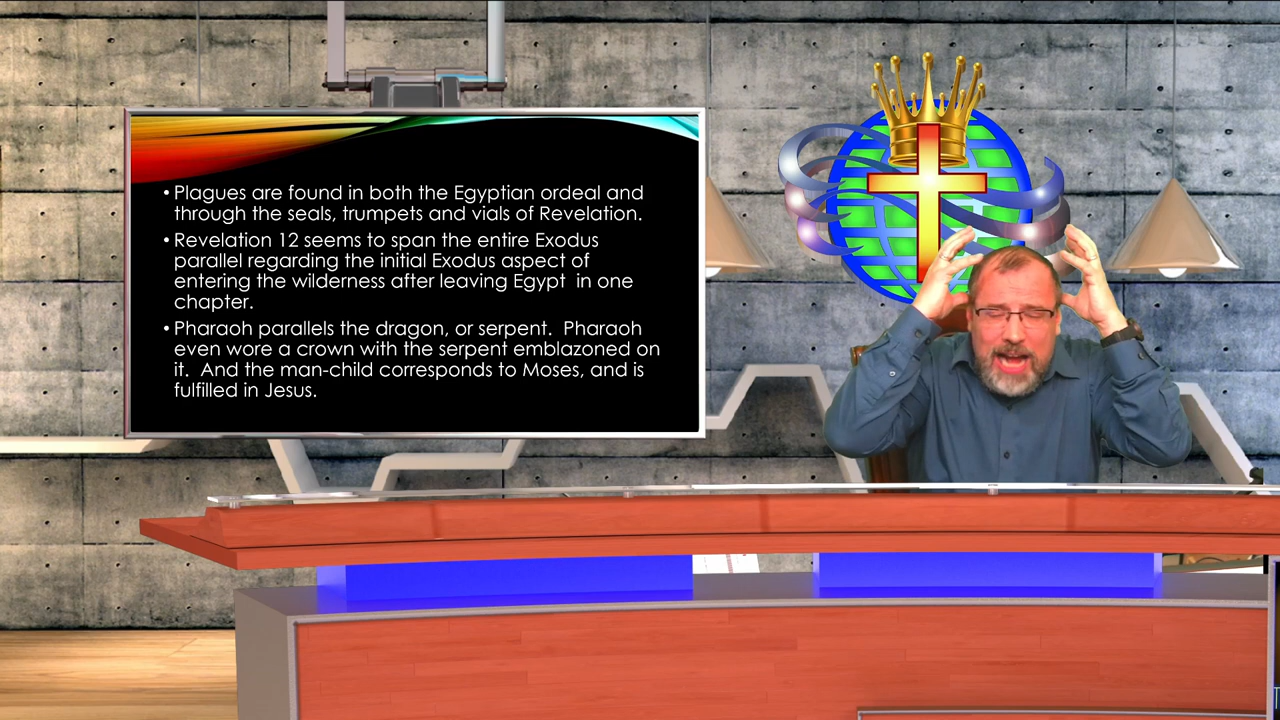 • Plagues are found in both the Egyptian ordeal and
through the seals, trumpets and vials of Revelation.
• Revelation 12 seems to span the entire Exodus
parallel regarding the initial Exodus aspect of
entering the wilderness after leaving Egypt  in one
chapter.
• Pharaoh parallels the dragon, or serpent.  Pharaoh
even wore a crown with the serpent emblazoned on
it.  And the man-child corresponds to Moses, and is
fulfilled in Jesus.